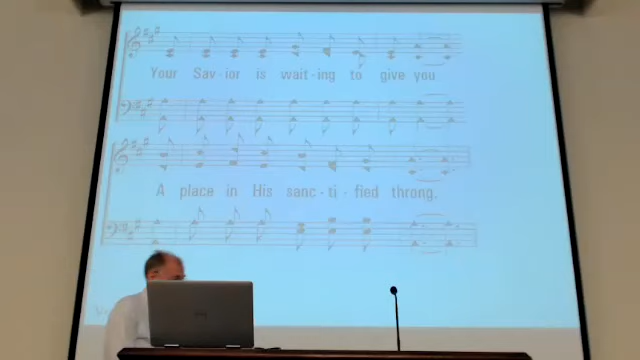 Your Sav-ior is wait-ing to give you
A place in His sanc-ti-fied throng.